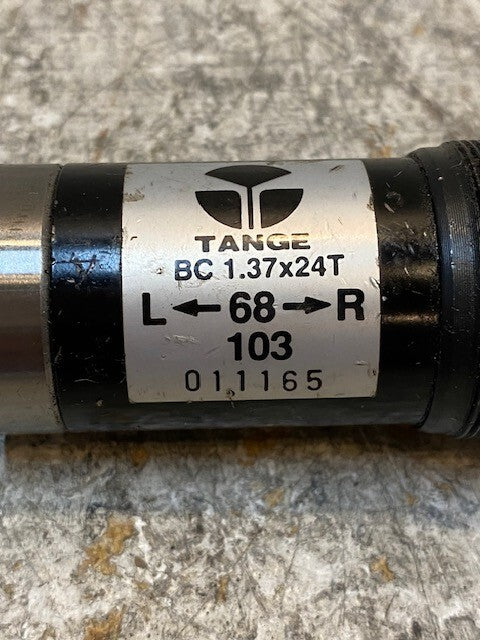 TANGE
BC 1.37x24T
L ← 68 → R
103
011165